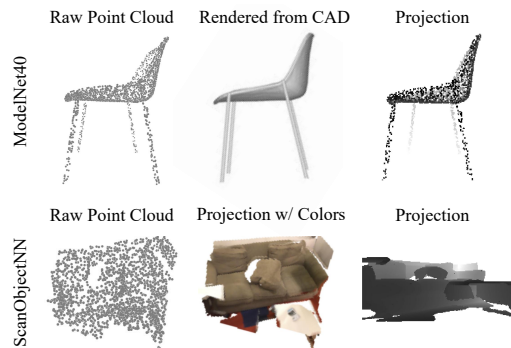 Raw Point Cloud
Rendered from CAD
Projection
ModelNet40
Raw Point Cloud
Projection w/ Colors
Projection
ScanObjectNN